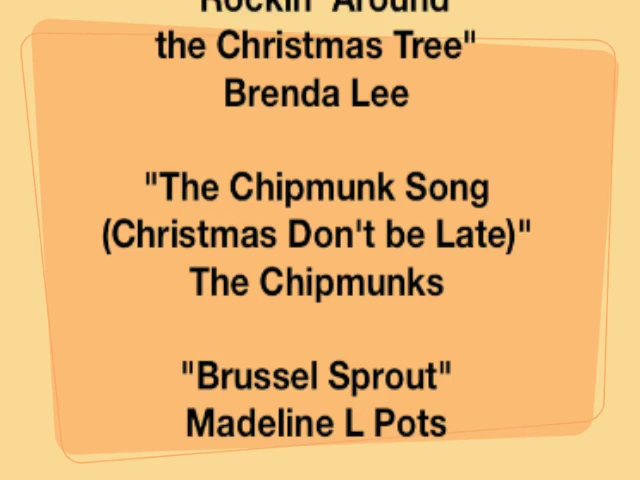 "Rockin' Around
the Christmas Tree"
Brenda Lee
"The Chipmunk Song
(Christmas Don't be Late)"
The Chipmunks
"Brussel Sprout"
Madeline L Pots